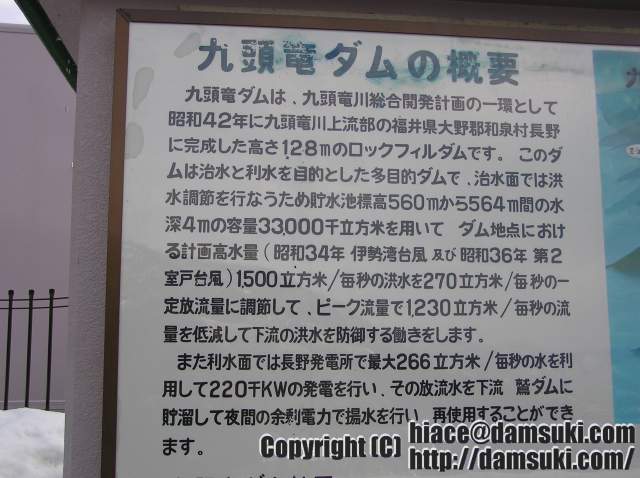 九頭竜ダムの概要
九頭竜ダムは、九頭竜川総合開発計画の一環として
昭和42年に九頭竜川上流部の福井県大野郡和泉村長野
に完成した高さ128mのロックフィルダムです。このダ
ムは治水と利水を目的とした多目的ダムで、治水面では洪
水調節を行なうため貯水池標高560mから564m間の水
深4mの容量33,000千立方米を用いて ダム地点におけ
る計画高水量(昭和34年 伊勢湾台風 及び 昭和36年 第2
室戸台風)1,500立方米/毎秒の洪水を270立方米/毎秒の一
定放流量に調節して、ピーク流量で1,230立方米/毎秒の流
量を低減して下流の洪水を防御する働きをします。
また利水面では長野発電所で最大266立方米/毎秒の水を利
用して220千KWの発電を行い、その放流水を下流 鷲ダムに
貯溜して夜間の余剰電力で揚水を行い 再使用することができ
ます。
Copyright (C) hiace@damsuki.com
http://damsuki.com/